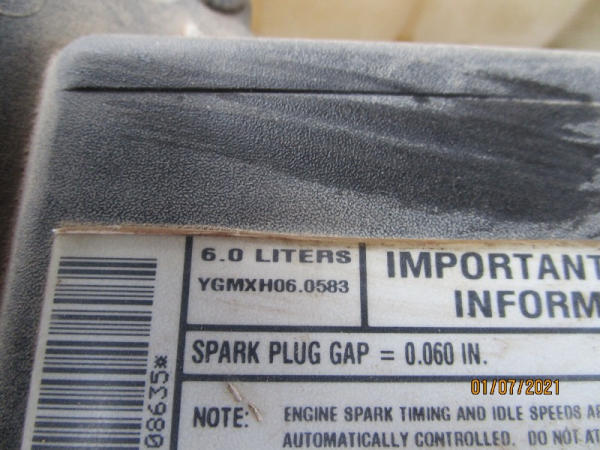 6.0 LITERS
YGMXH06.0583
IMPORTANT
INFORM
SPARK PLUG GAP = 0.060 IN.
08635*
NOTE: ENGINE SPARK TIMING AND IDLE SPEEDS AR
AUTOMATICALLY CONTROLLED. DO NOT AT
01/07/2021